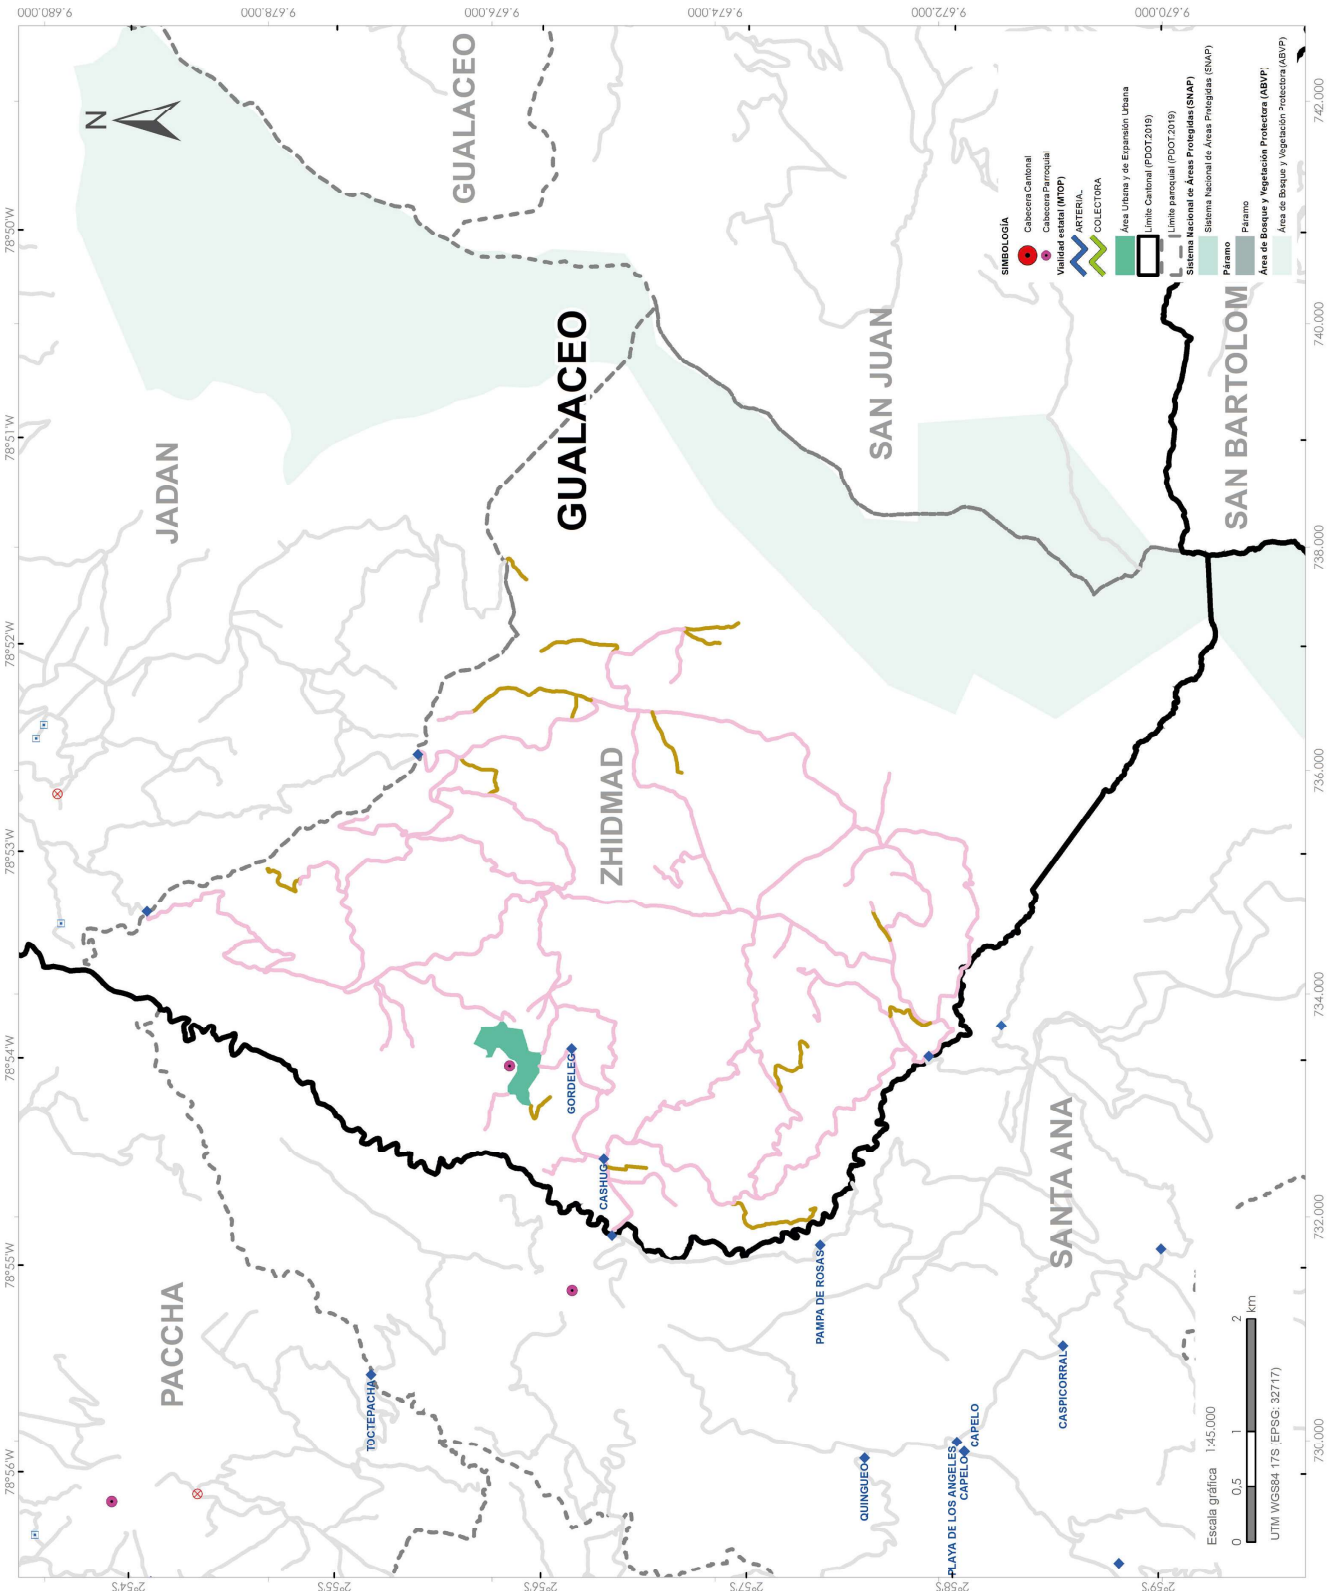 9.680.000
9.678.000
9.676.000
9.674.000
9.672.000
9.670.000
78°50'W
78°51'W
78°52'W
78°53'W
78°54'W
78°55'W
78°56'W
742.000
740.000
738.000
736.000
734.000
732.000
730.000
2°54'S
2°55'S
2°56'S
2°57'S
2°58'S
2°59'S
N
GUALACEO
JADAN
GUALACEO
SAN JUAN
SAN BARTOLOM
ZHIDMAD
SANTA ANA
PACCHA
GORDELEG
CASHUG
TOCTEPACHA
PAMPA DE ROSAS
QUINGUEO
PLAYA DE LOS ANGELES
CAPELO
CAPELO
CASPICORRAL
SIMBOLOGÍA
Cabecera Cantonal
Cabecera Parroquial
Vialidad estatal (MTOP)
ARTERIAL
COLECTORA
Área Urbana y de Expansión Urbana
Límite Cantonal (PDOT.2019)
Límite parroquial (PDOT.2019)
Sistema Nacional de Áreas Protegidas (SNAP)
Sistema Nacional de Áreas Protegidas (SNAP)
Páramo
Páramo
Área de Bosque y Vegetación Protectora (ABVP)
Área de Bosque y Vegetación Protectora (ABVP)
Escala gráfica 1:45.000
0 0,5 1 2
km
UTM WGS84 17S (EPSG: 32717)